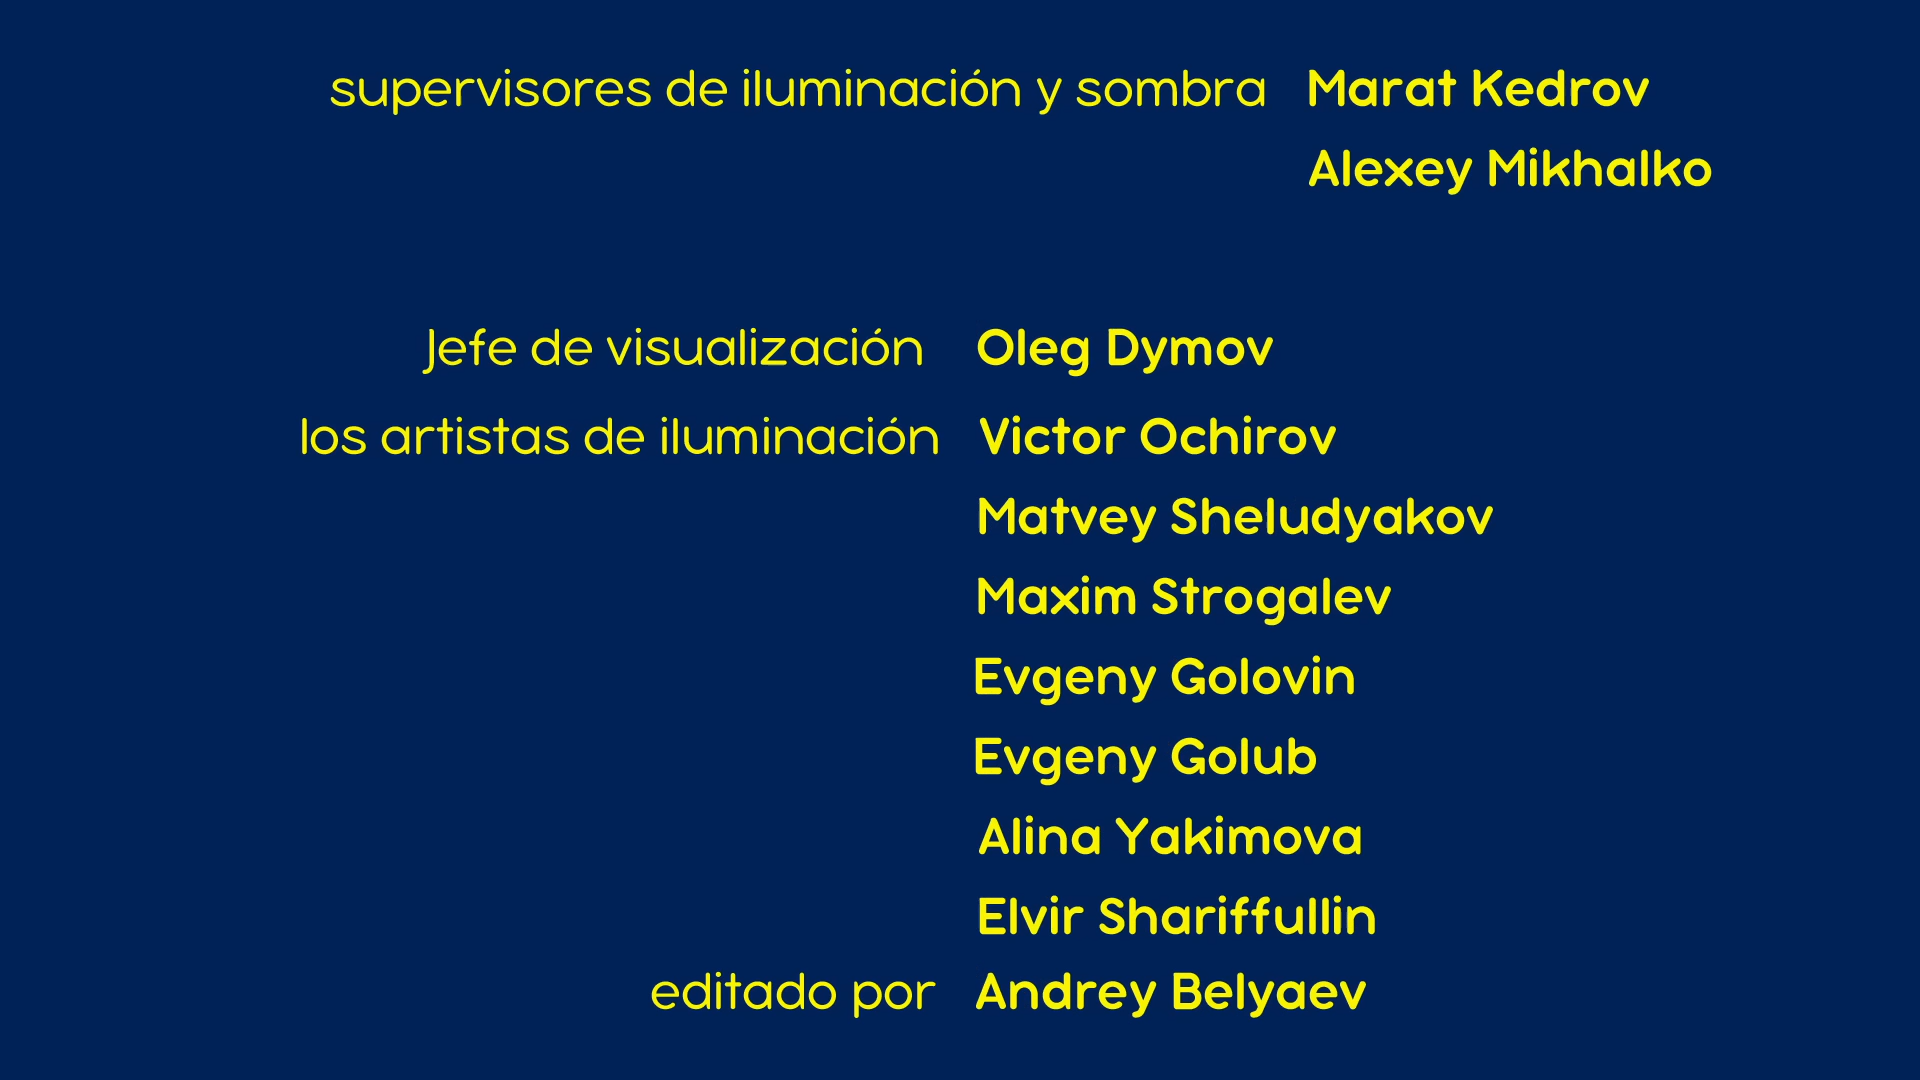 supervisores de iluminación y sombra Marat Kedrov
Alexey Mikhalko
Jefe de visualización Oleg Dymov
los artistas de iluminación Victor Ochirov
Matvey Sheludyakov
Maxim Strogalev
Evgeny Golovin
Evgeny Golub
Alina Yakimova
Elvir Shariffullin
editado por Andrey Belyaev